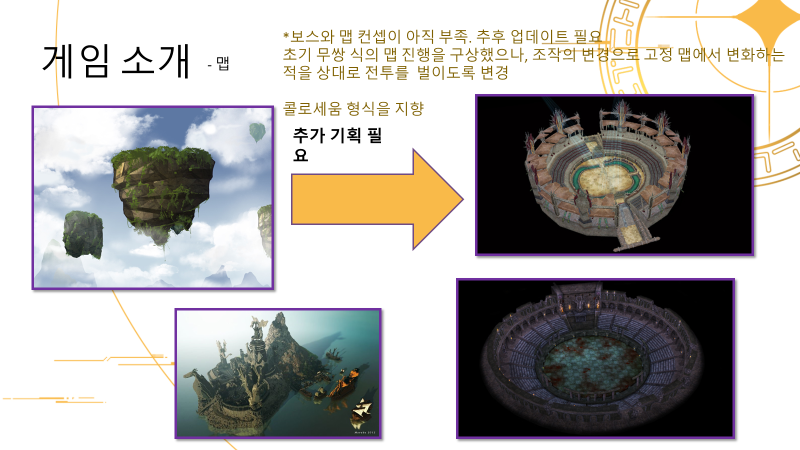 게임 소개 - 맵
*보스와 맵 컨셉이 아직 부족. 추후 업데이트 필요
초기 무쌍 식의 맵 진행을 구상했으나, 조작의 변경으로 고정 맵에서 변화하는
적을 상대로 전투를 벌이도록 변경
콜로세움 형식을 지향
추가 기획 필
요